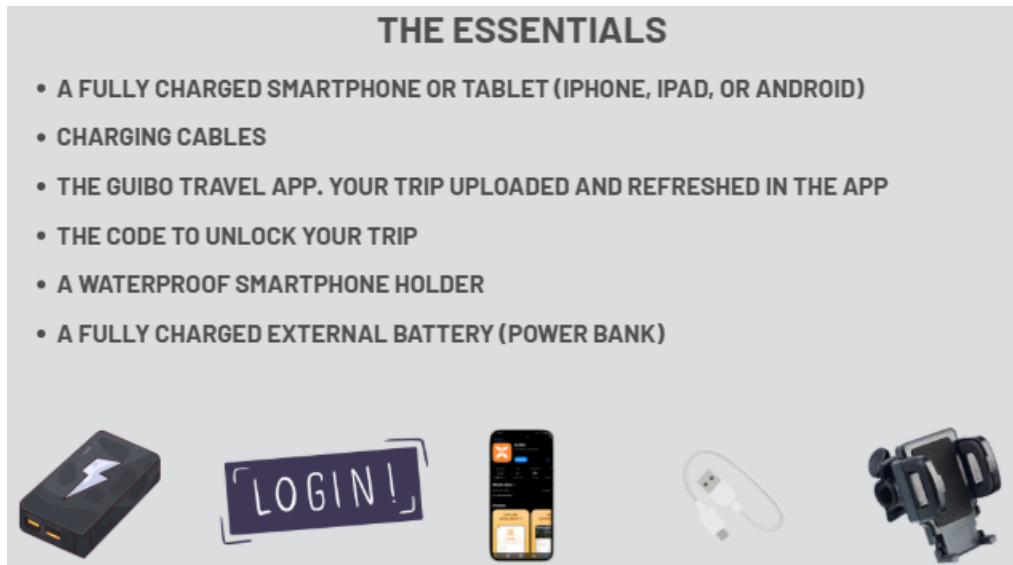 THE ESSENTIALS
• A FULLY CHARGED SMARTPHONE OR TABLET (IPHONE, IPAD, OR ANDROID)
• CHARGING CABLES
• THE GUIBO TRAVEL APP. YOUR TRIP UPLOADED AND REFRESHED IN THE APP
• THE CODE TO UNLOCK YOUR TRIP
• A WATERPROOF SMARTPHONE HOLDER
• A FULLY CHARGED EXTERNAL BATTERY (POWER BANK)
LOGIN!